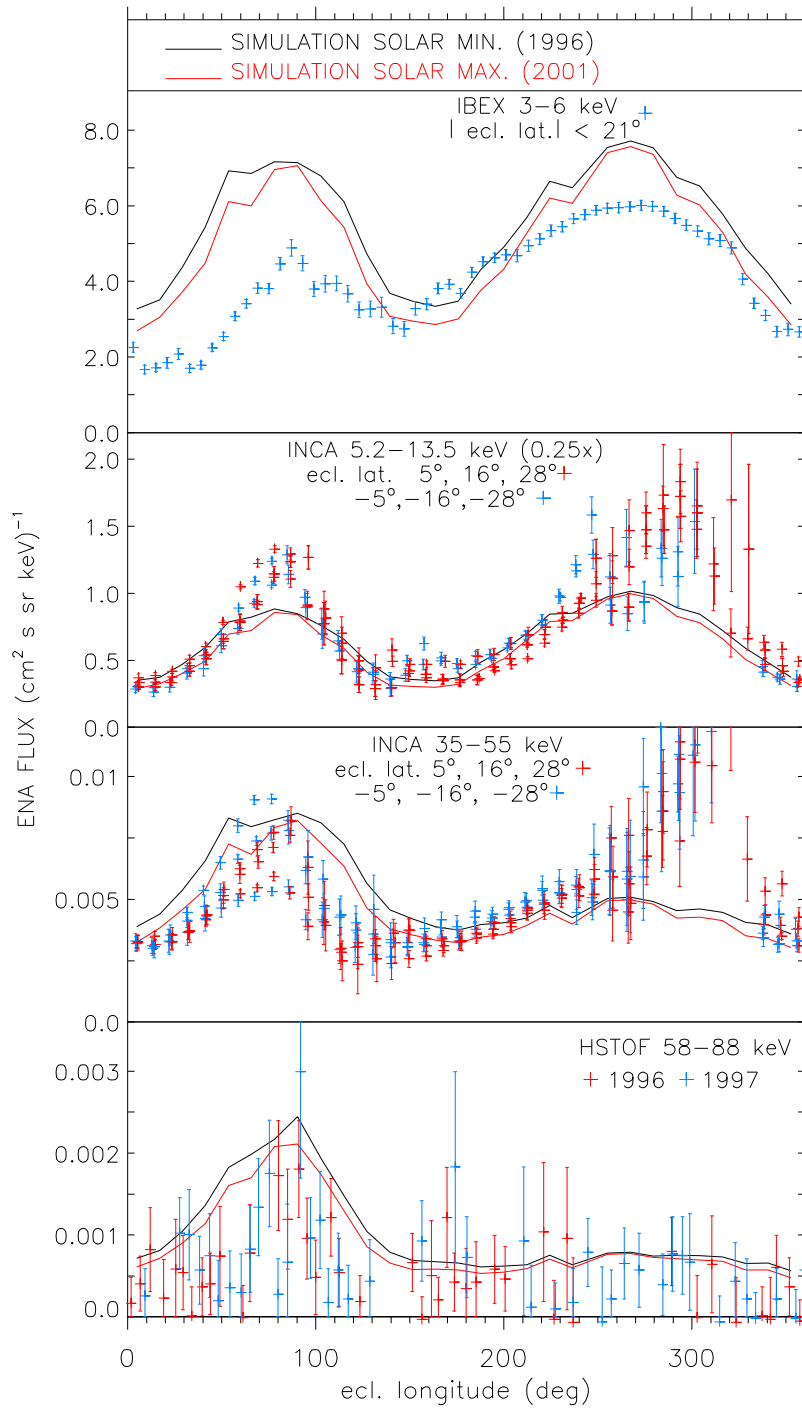 SIMULATION SOLAR MIN. (1996)
SIMULATION SOLAR MAX. (2001)
IBEX 3−6 keV
| ecl. lat.| < 21°
8.0
6.0
4.0
2.0
0.0
INCA 5.2−13.5 keV (0.25x)
ecl. lat. 5°, 16°, 28°
−5°,−16°,−28°
2.0
1.5
1.0
0.5
0.0
INCA 35−55 keV
ecl. lat. 5°, 16°, 28°
−5°, −16°, −28°
0.01
0.005
0.0
HSTOF 58−88 keV
1996 1997
0.003
0.002
0.001
0.0
0 100 200 300
ecl. longitude (deg)
ENA FLUX (cm² s sr keV)⁻¹